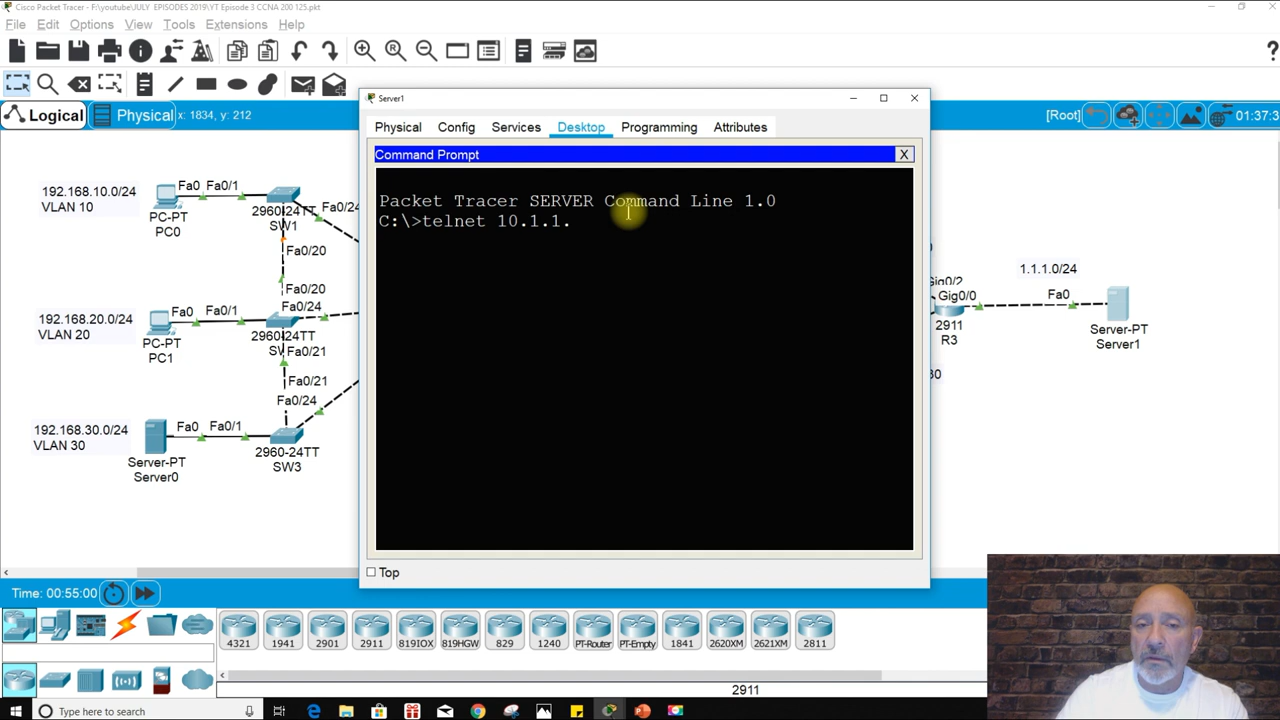 Cisco Packet Tracer - F:\youtube\JULY EPISODES 2019\YT Episode 3 CCNA 200 125.pkt
File Edit Options View Tools Extensions Help
Logical Physical x: 1834, y: 212
[Root]
01:37:3
Server1
Physical Config Services Desktop Programming Attributes
Command Prompt
X
Packet Tracer SERVER Command Line 1.0
C:\>telnet 10.1.1.
Top
192.168.10.0/24
VLAN 10
Fa0 Fa0/1
PC-PT
PC0
2960-24TT
SW1
Fa0/24
Fa0/20
Fa0/20
192.168.20.0/24
VLAN 20
Fa0 Fa0/1
PC-PT
PC1
Fa0/24
2960-24TT
Fa0/21
Fa0/21
Fa0/24
192.168.30.0/24
VLAN 30
Fa0 Fa0/1
Server-PT
Server0
2960-24TT
SW3
Gig0/2
Gig0/0
2911
R3
1.1.1.0/24
Fa0
Server-PT
Server1
30
Time: 00:55:00
4321 1941 2901 2911 819IOX 819HGW 829 1240 PT-Router PT-Empty 1841 2620XM 2621XM 2811
2911
Type here to search